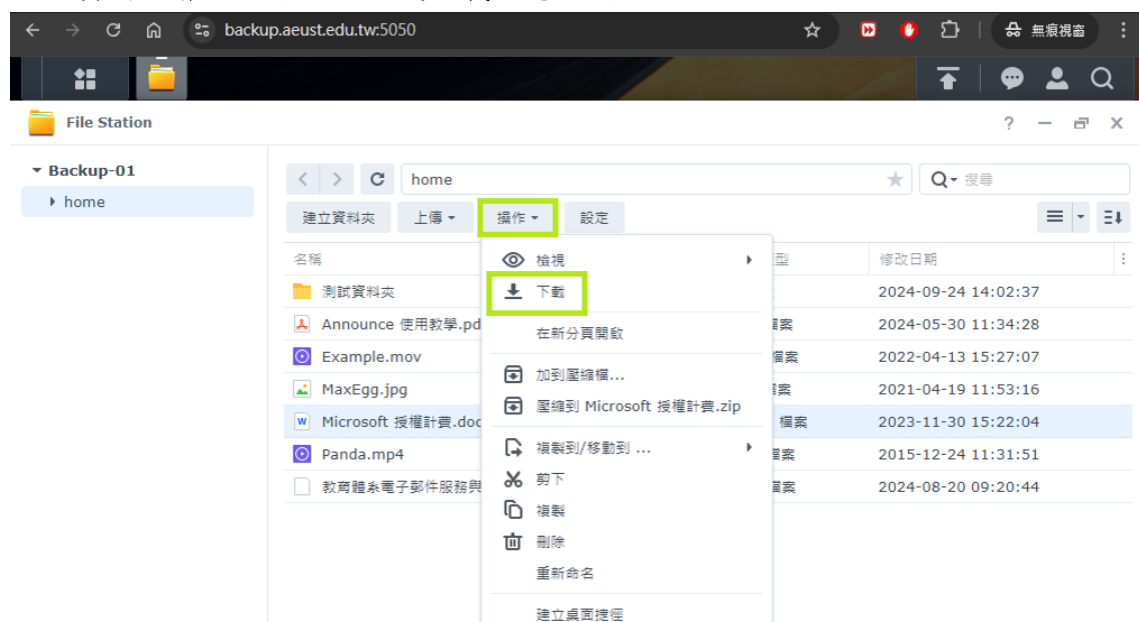 backup.aeust.edu.tw:5050
無痕視窗
File Station
Backup-01
home
home
搜尋
建立資料夾 上傳 操作 設定
名稱 型 修改日期
測試資料夾 2024-09-24 14:02:37
Announce 使用教學.pd 檔案 2024-05-30 11:34:28
Example.mov 檔案 2022-04-13 15:27:07
MaxEgg.jpg 檔案 2021-04-19 11:53:16
Microsoft 授權計費.doc 檔案 2023-11-30 15:22:04
Panda.mp4 檔案 2015-12-24 11:31:51
教育體系電子郵件服務與 檔案 2024-08-20 09:20:44
檢視
下載
在新分頁開啟
加到壓縮檔...
壓縮到 Microsoft 授權計費.zip
複製到/移動到 ...
剪下
複製
刪除
重新命名
建立桌面捷徑